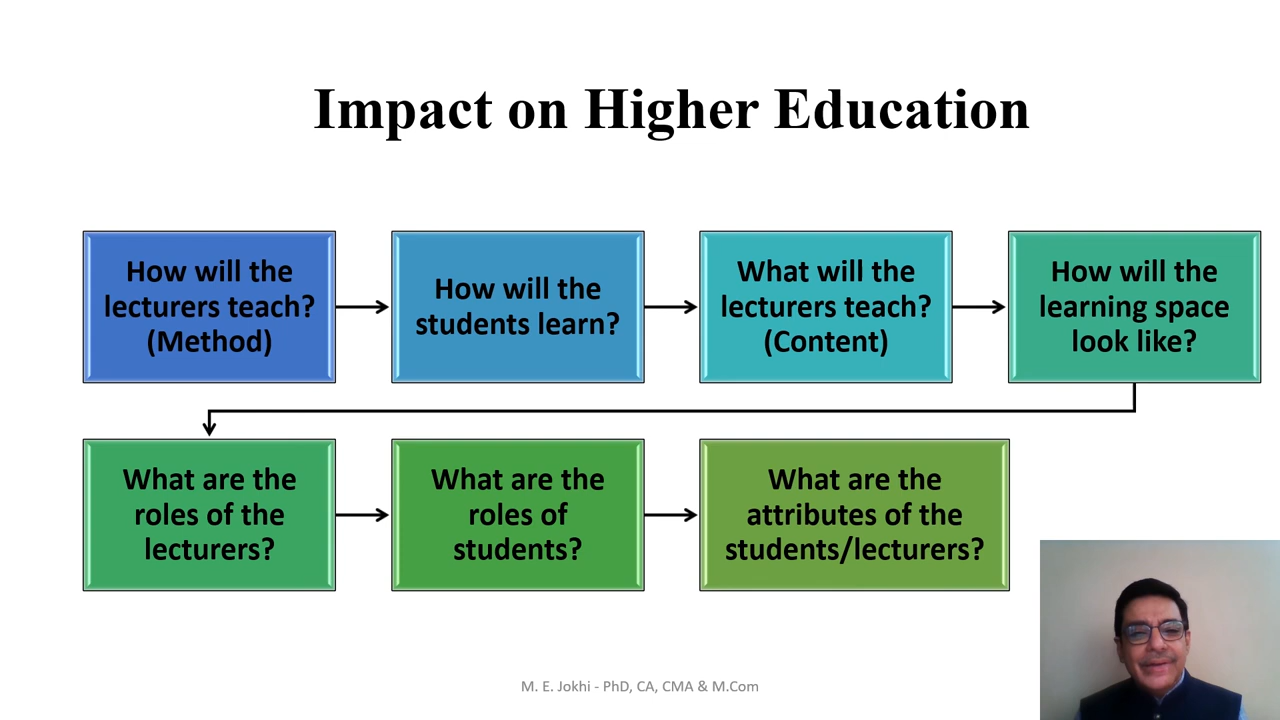 Impact on Higher Education
How will the
lecturers teach?
(Method)
How will the
students learn?
What will the
lecturers teach?
(Content)
How will the
learning space
look like?
What are the
roles of the
lecturers?
What are the
roles of
students?
What are the
attributes of the
students/lecturers?
M. E. Jokhi - PhD, CA, CMA & M.Com